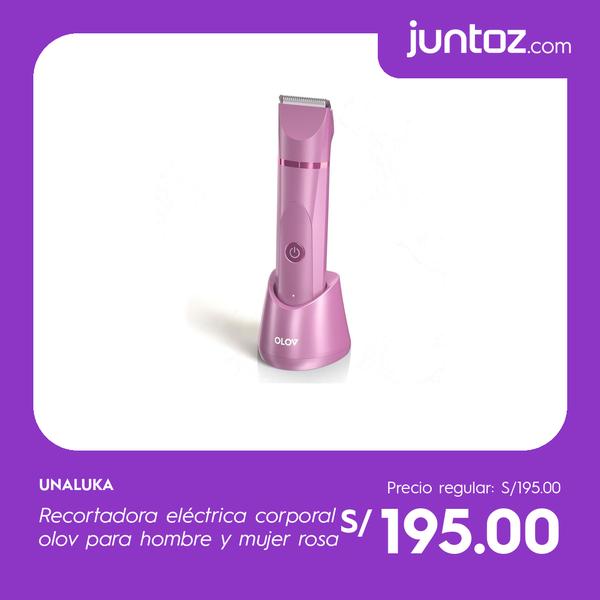 juntoz.com
OLOV
UNALUKA
Precio regular: S/195.00
Recortadora eléctrica corporal
olov para hombre y mujer rosa
S/195.00